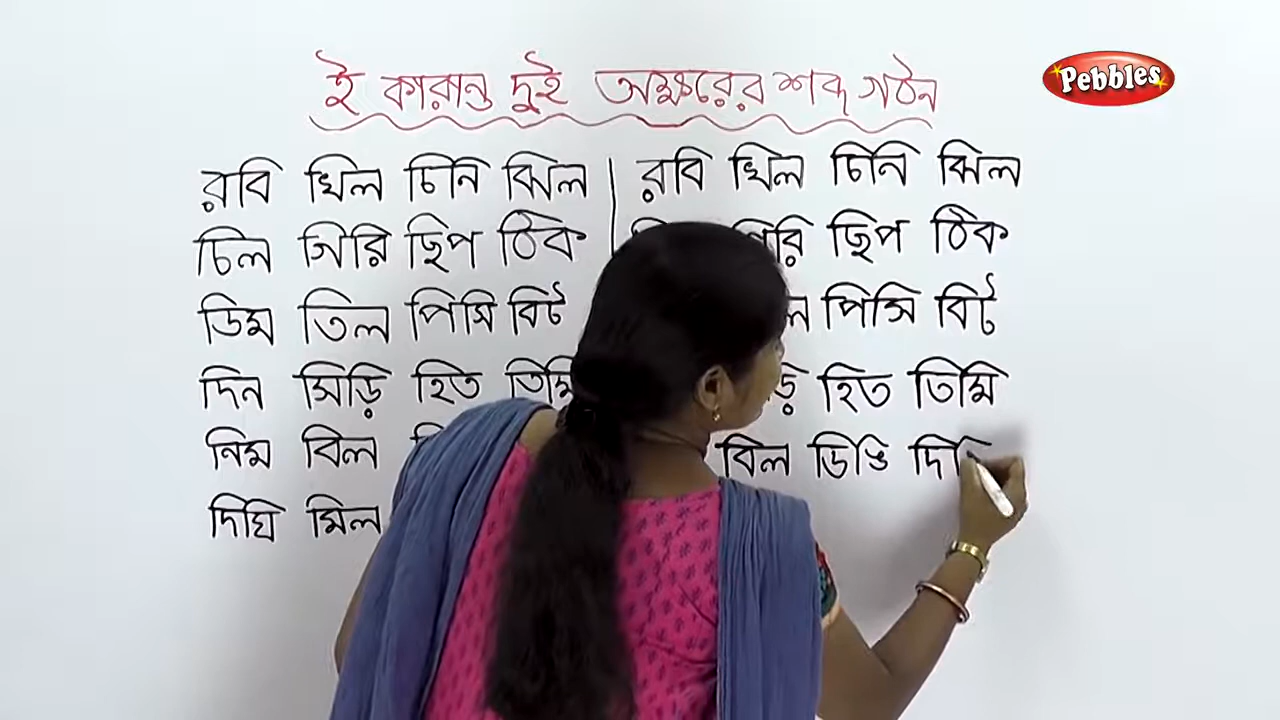 ই কারান্ত দুই অক্ষরের শব্দ গঠন
Pebbles
রবি খিল চিনি ঝিল রবি খিল চিনি ঝিল
চিল গিরি ছিপ ঠিক ছিপ ঠিক
ডিম তিল পিসি বিট পিসি বিট
দিন সিড়ি হিত তিমি হিত তিমি
নিম বিল বিল ডিঙি
দিঘি মিল